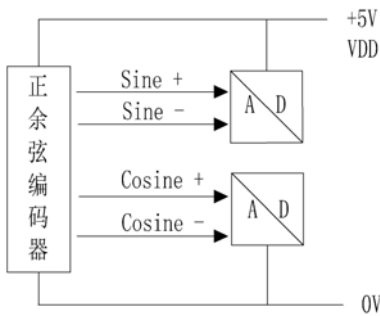 +5V
VDD
正余弦编码器
Sine +
Sine -
A D
Cosine +
Cosine -
A D
0V